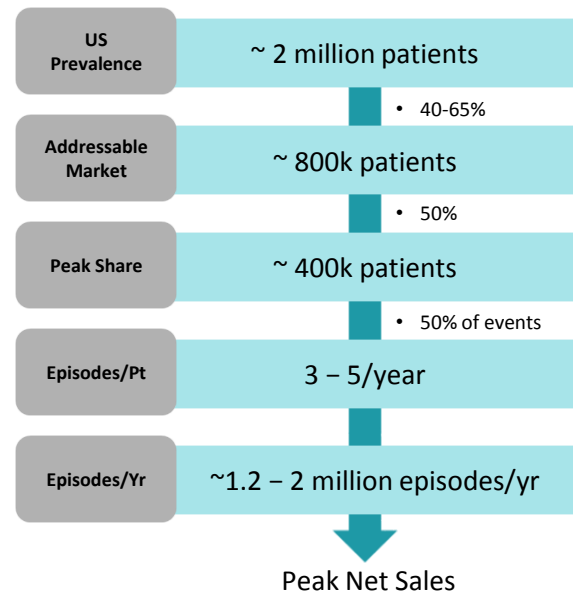 US
Prevalence
~ 2 million patients
• 40-65%
Addressable
Market
~ 800k patients
• 50%
Peak Share
~ 400k patients
• 50% of events
Episodes/Pt
3 – 5/year
Episodes/Yr
~1.2 – 2 million episodes/yr
Peak Net Sales